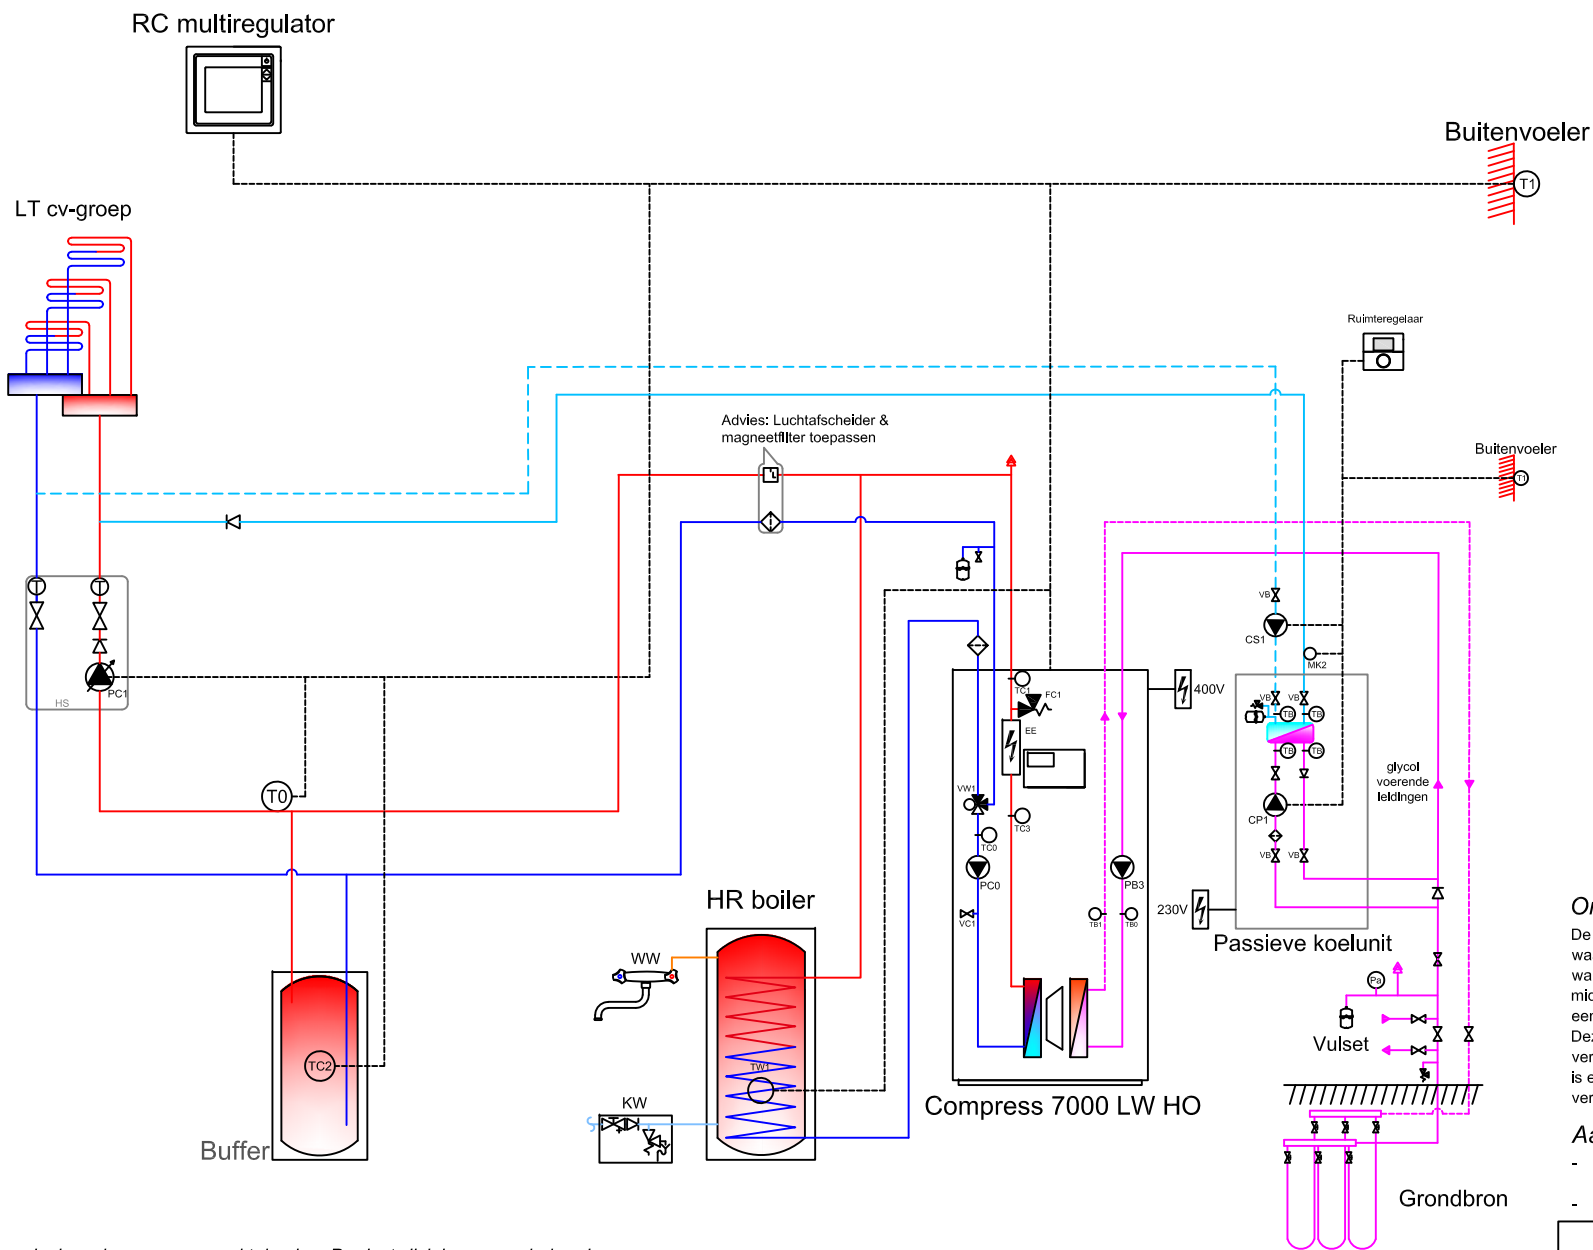 RC multiregulator
Buitenvoeler
T1
LT cv-groep
Ruimteregelaar
Advies: Luchtafscheider &
magneetfilter toepassen
Buitenvoeler
T1
T
T
PC1
HS
VB
CS1
MK2
TC1
FC1
400V
EE
VB
VB
TB
TB
TB
TB
glycol
voerende
leidingen
T0
VW1
TC3
TC0
CP1
VB
VB
PC0
PB3
HR boiler
VC1
TB1
TB0
230V
Passieve koelunit
WW
Pa
Vulset
TC2
TW1
KW
Compress 7000 LW HO
Buffer
Grondbron
De
mid
ver
is e
ver
-
-